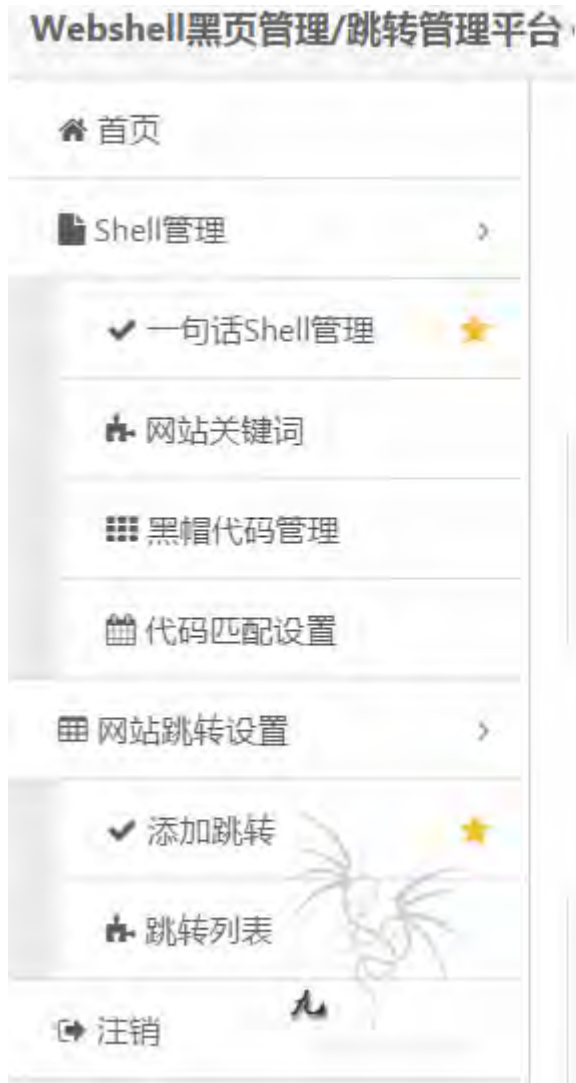 Webshell黑页管理/跳转管理平台
首页
Shell管理
一句话Shell管理
网站关键词
黑帽代码管理
代码匹配设置
网站跳转设置
添加跳转
跳转列表
注销